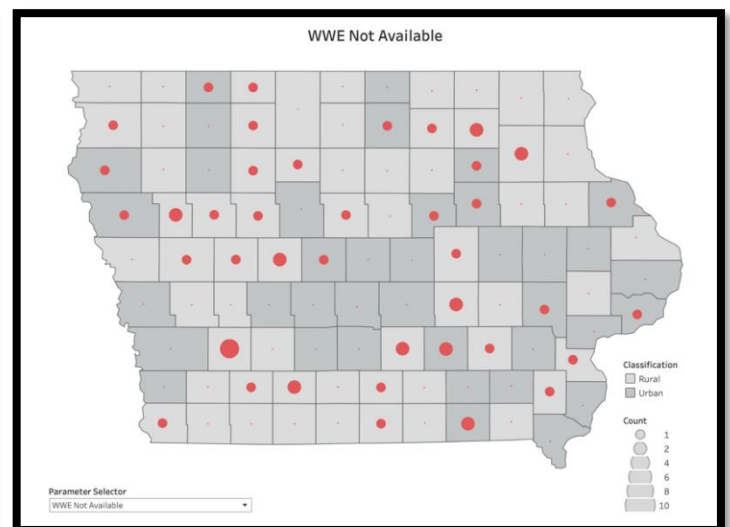 WWE Not Available
Classification
Rural
Urban
Count
1
2
4
6
8
10
Parameter Selector
WWE Not Available